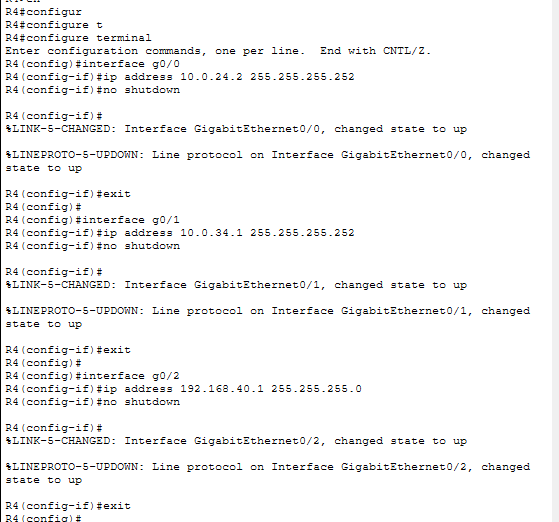 R4#configur
R4#configure t
R4#configure terminal
Enter configuration commands, one per line.  End with CNTL/Z.
R4(config)#interface g0/0
R4(config-if)#ip address 10.0.24.2 255.255.255.252
R4(config-if)#no shutdown
R4(config-if)#
%LINK-5-CHANGED: Interface GigabitEthernet0/0, changed state to up
%LINEPROTO-5-UPDOWN: Line protocol on Interface GigabitEthernet0/0, changed
state to up
R4(config-if)#exit
R4(config)#
R4(config)#interface g0/1
R4(config-if)#ip address 10.0.34.1 255.255.255.252
R4(config-if)#no shutdown
R4(config-if)#
%LINK-5-CHANGED: Interface GigabitEthernet0/1, changed state to up
%LINEPROTO-5-UPDOWN: Line protocol on Interface GigabitEthernet0/1, changed
state to up
R4(config-if)#exit
R4(config)#
R4(config)#interface g0/2
R4(config-if)#ip address 192.168.40.1 255.255.255.0
R4(config-if)#no shutdown
R4(config-if)#
%LINK-5-CHANGED: Interface GigabitEthernet0/2, changed state to up
%LINEPROTO-5-UPDOWN: Line protocol on Interface GigabitEthernet0/2, changed
state to up
R4(config-if)#exit
R4(config)#